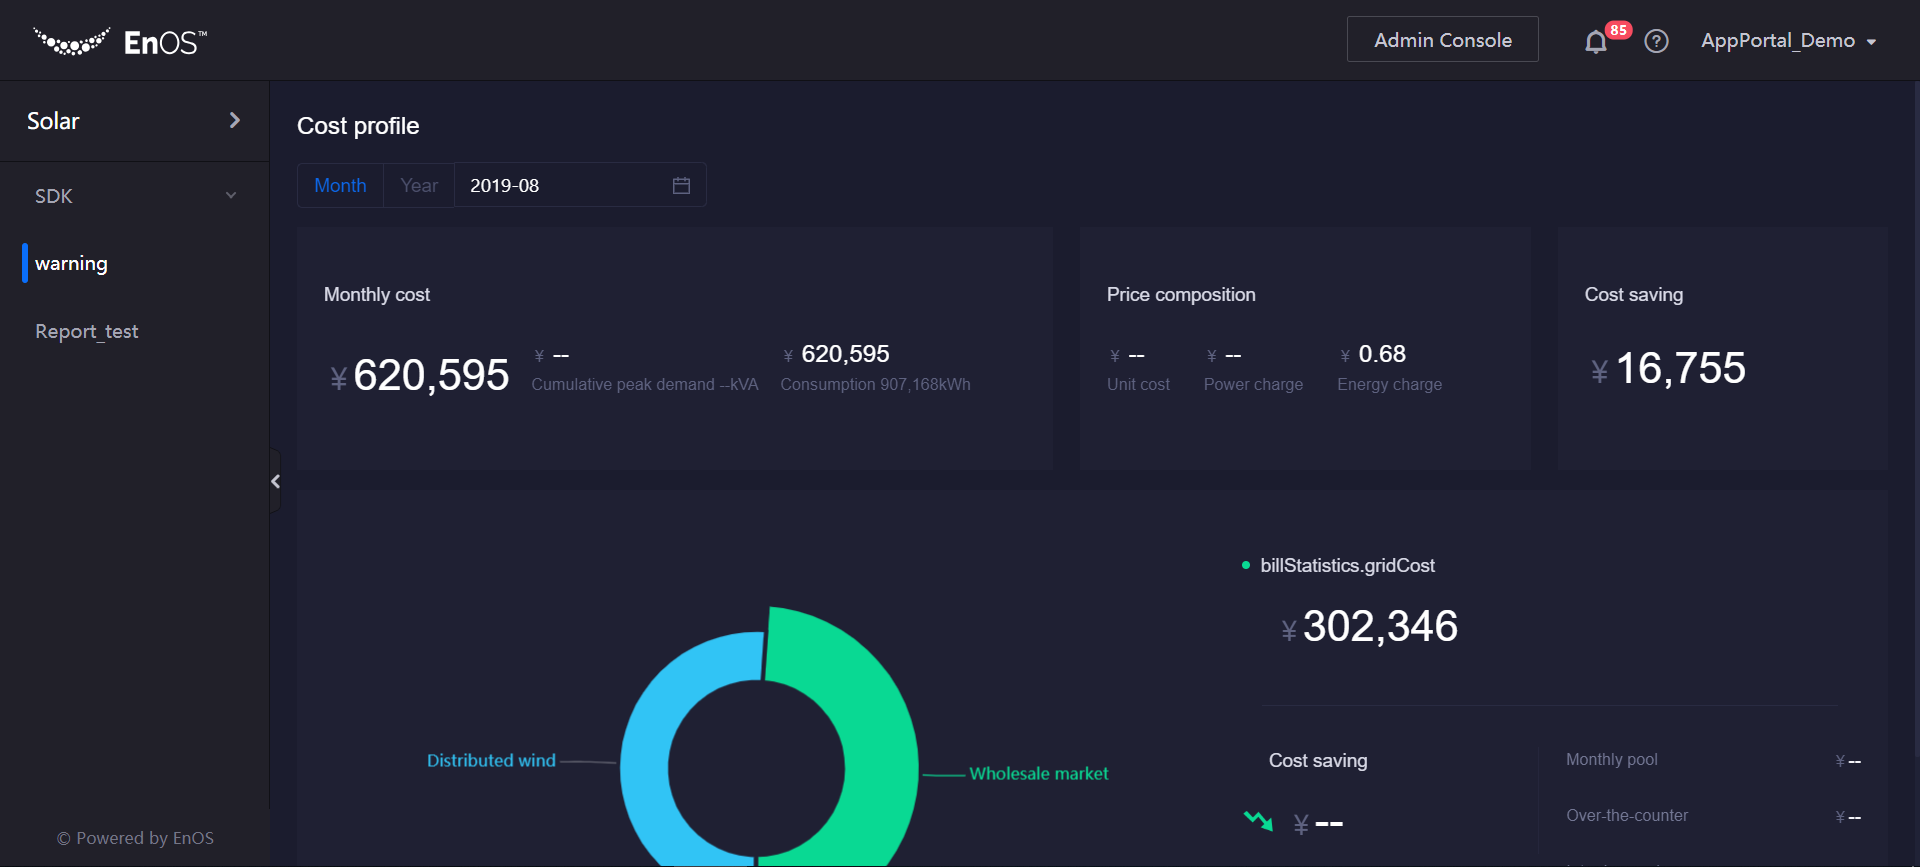 EnOS™
Admin Console
85
AppPortal_Demo
Solar
SDK
warning
Report_test
© Powered by EnOS
Cost profile
Month
Year
2019-08
Monthly cost
¥ 620,595
¥ --
Cumulative peak demand --kVA
¥ 620,595
Consumption 907,168kWh
Price composition
¥ --
Unit cost
¥ --
Power charge
¥ 0.68
Energy charge
Cost saving
¥ 16,755
Distributed wind
Wholesale market
billStatistics.gridCost
¥ 302,346
Cost saving
¥ --
Monthly pool ¥ --
Over-the-counter ¥ --